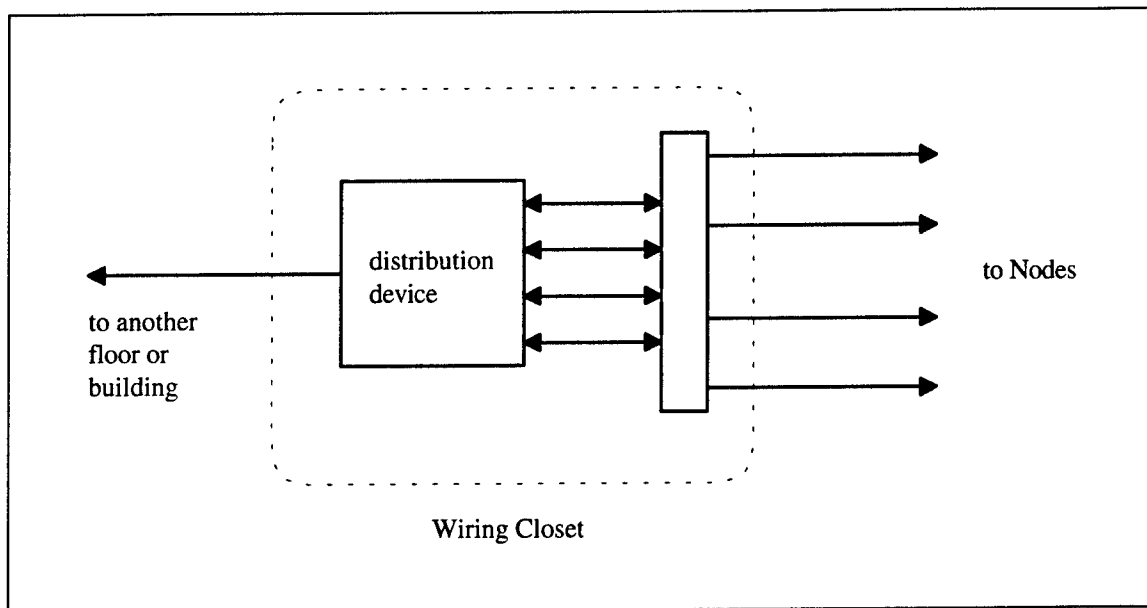 distribution
device
to Nodes
to another
floor or
building
Wiring Closet